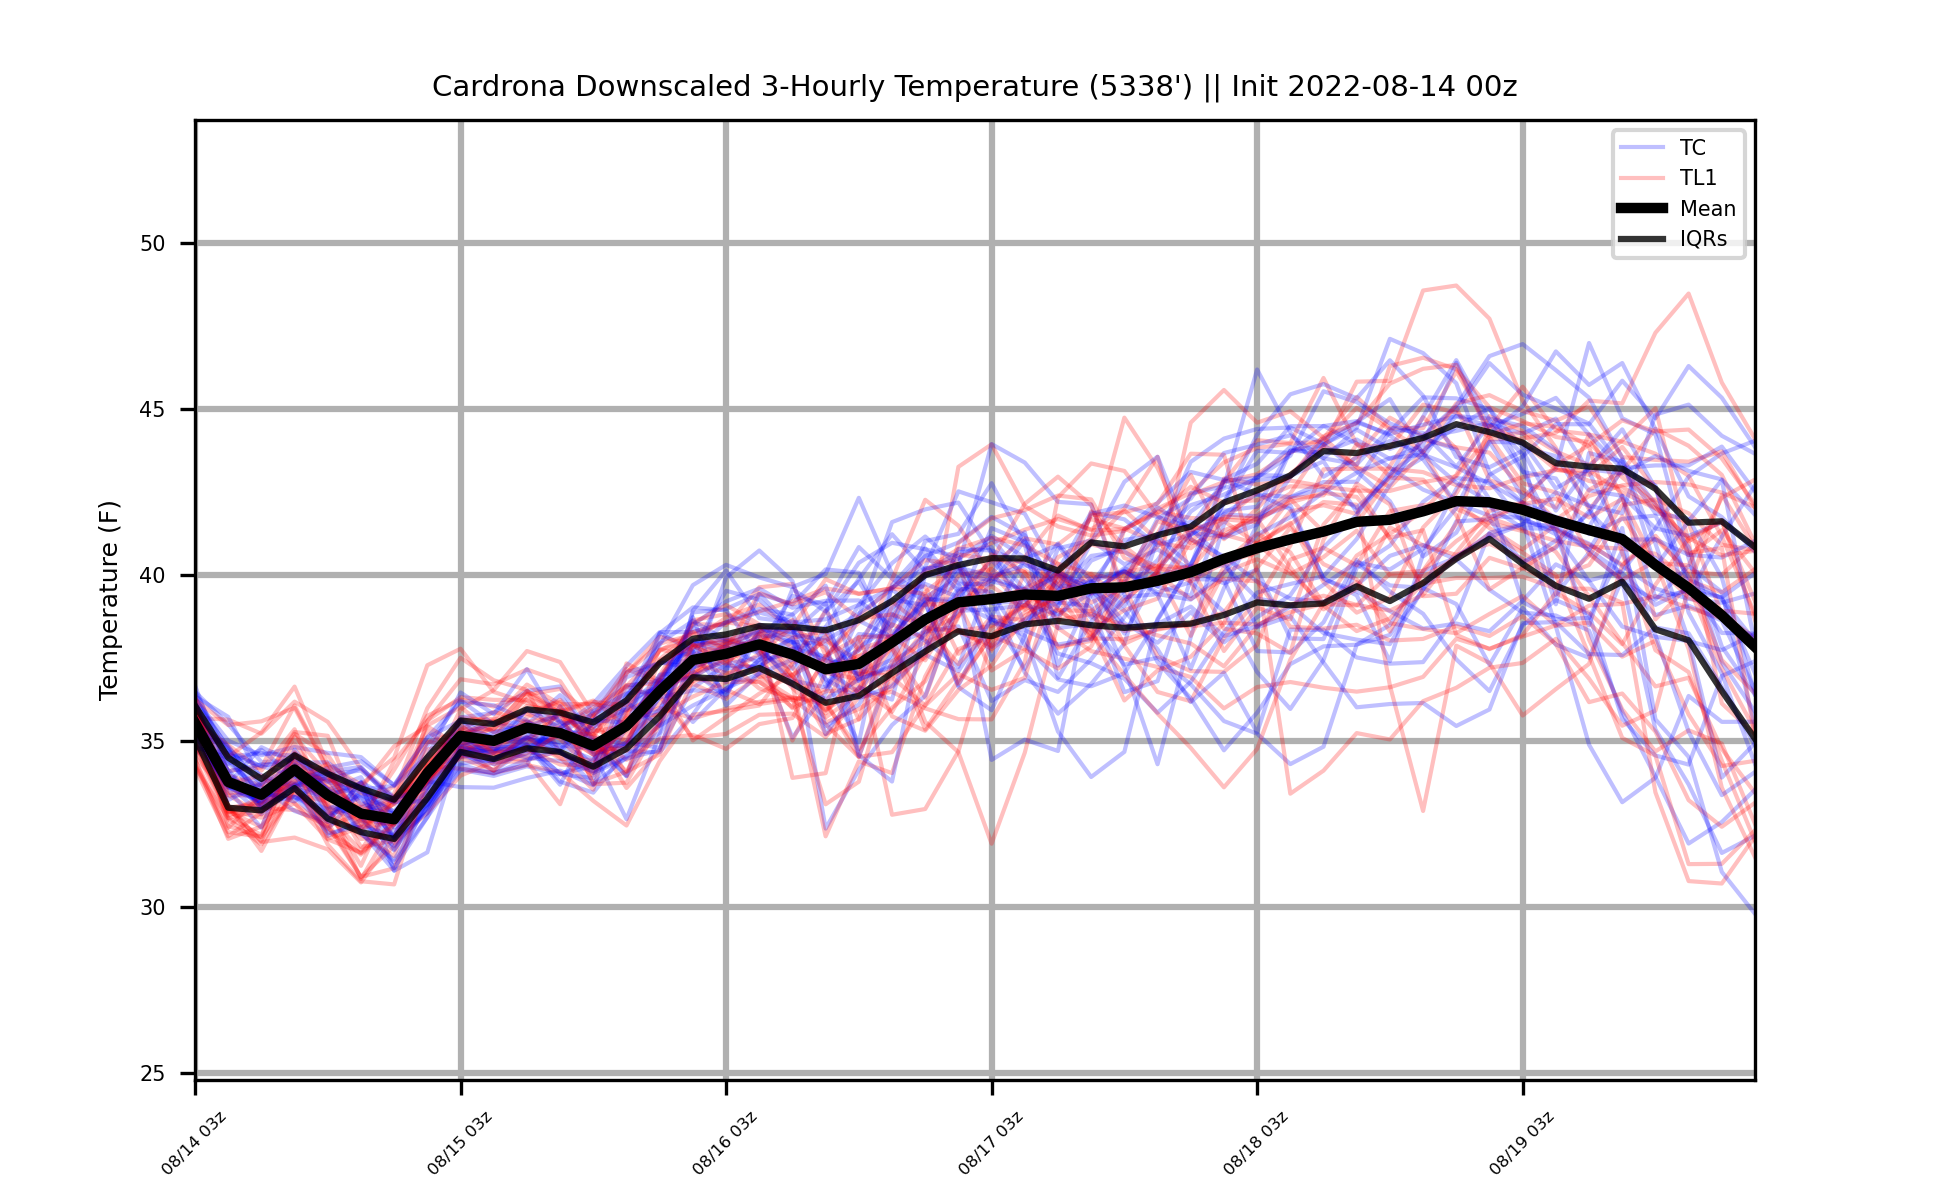 Cardrona Downscaled 3-Hourly Temperature (5338') || Init 2022-08-14 00z
TC
TL1
Mean
IQRs
Temperature (F)
50
45
40
35
30
25
08/14 03z
08/15 03z
08/16 03z
08/17 03z
08/18 03z
08/19 03z